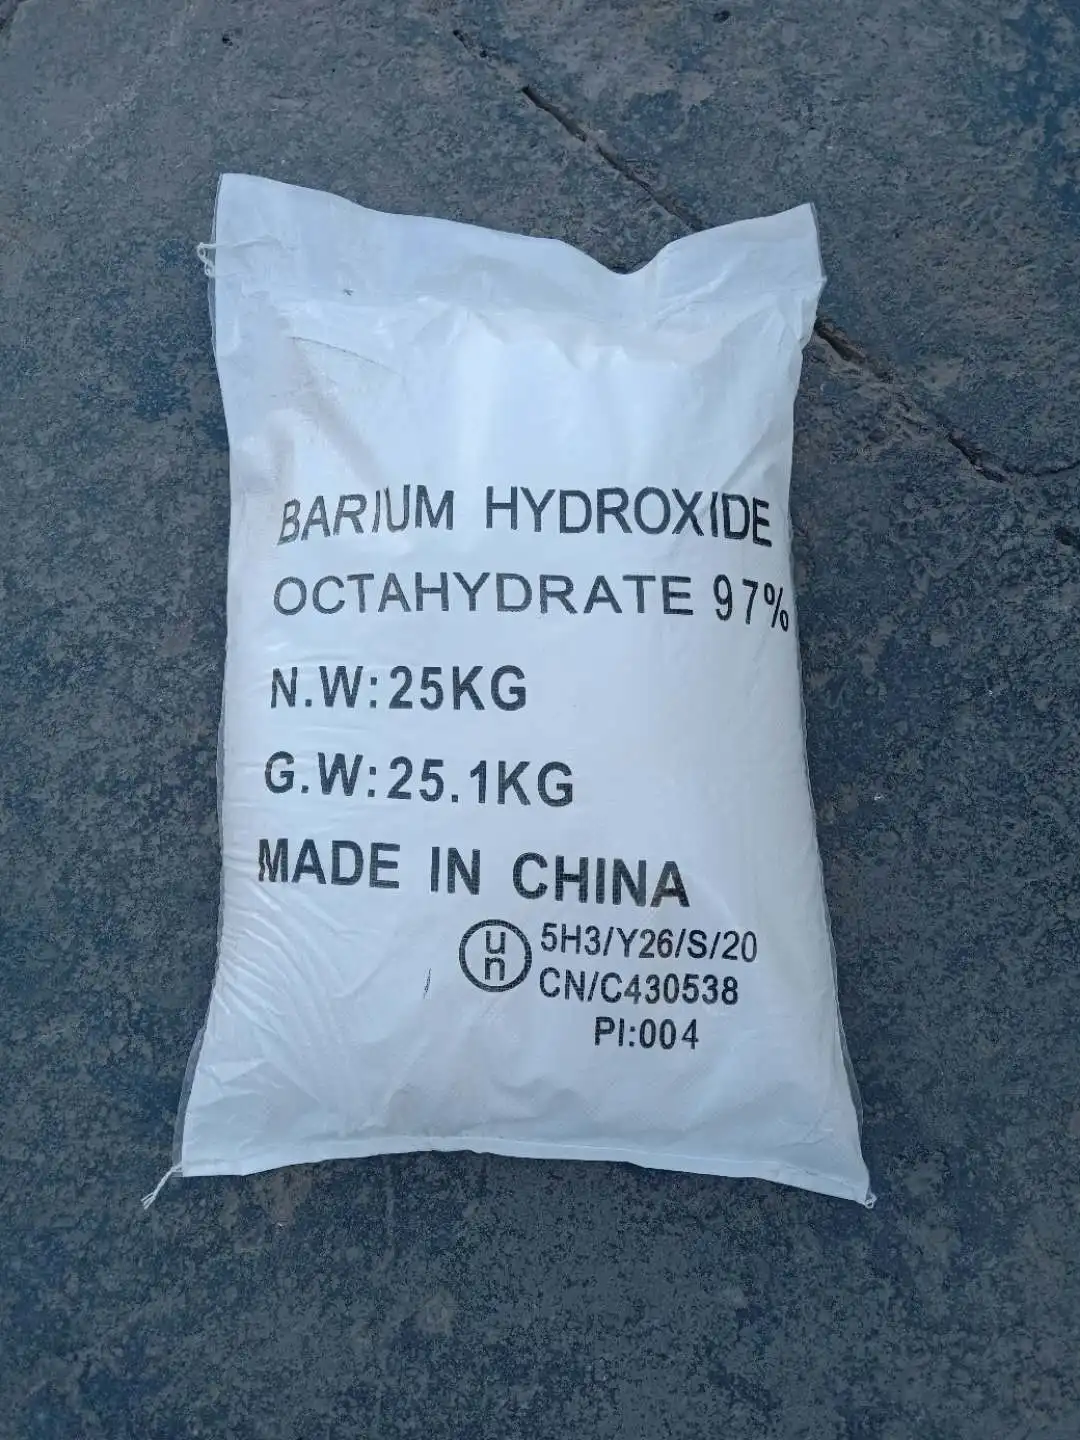 BARIUM HYDROXIDE
OCTAHYDRATE 97%
N.W:25KG
G.W:25.1KG
MADE IN CHINA
un 5H3/Y26/S/20
CN/C430538
PI:004